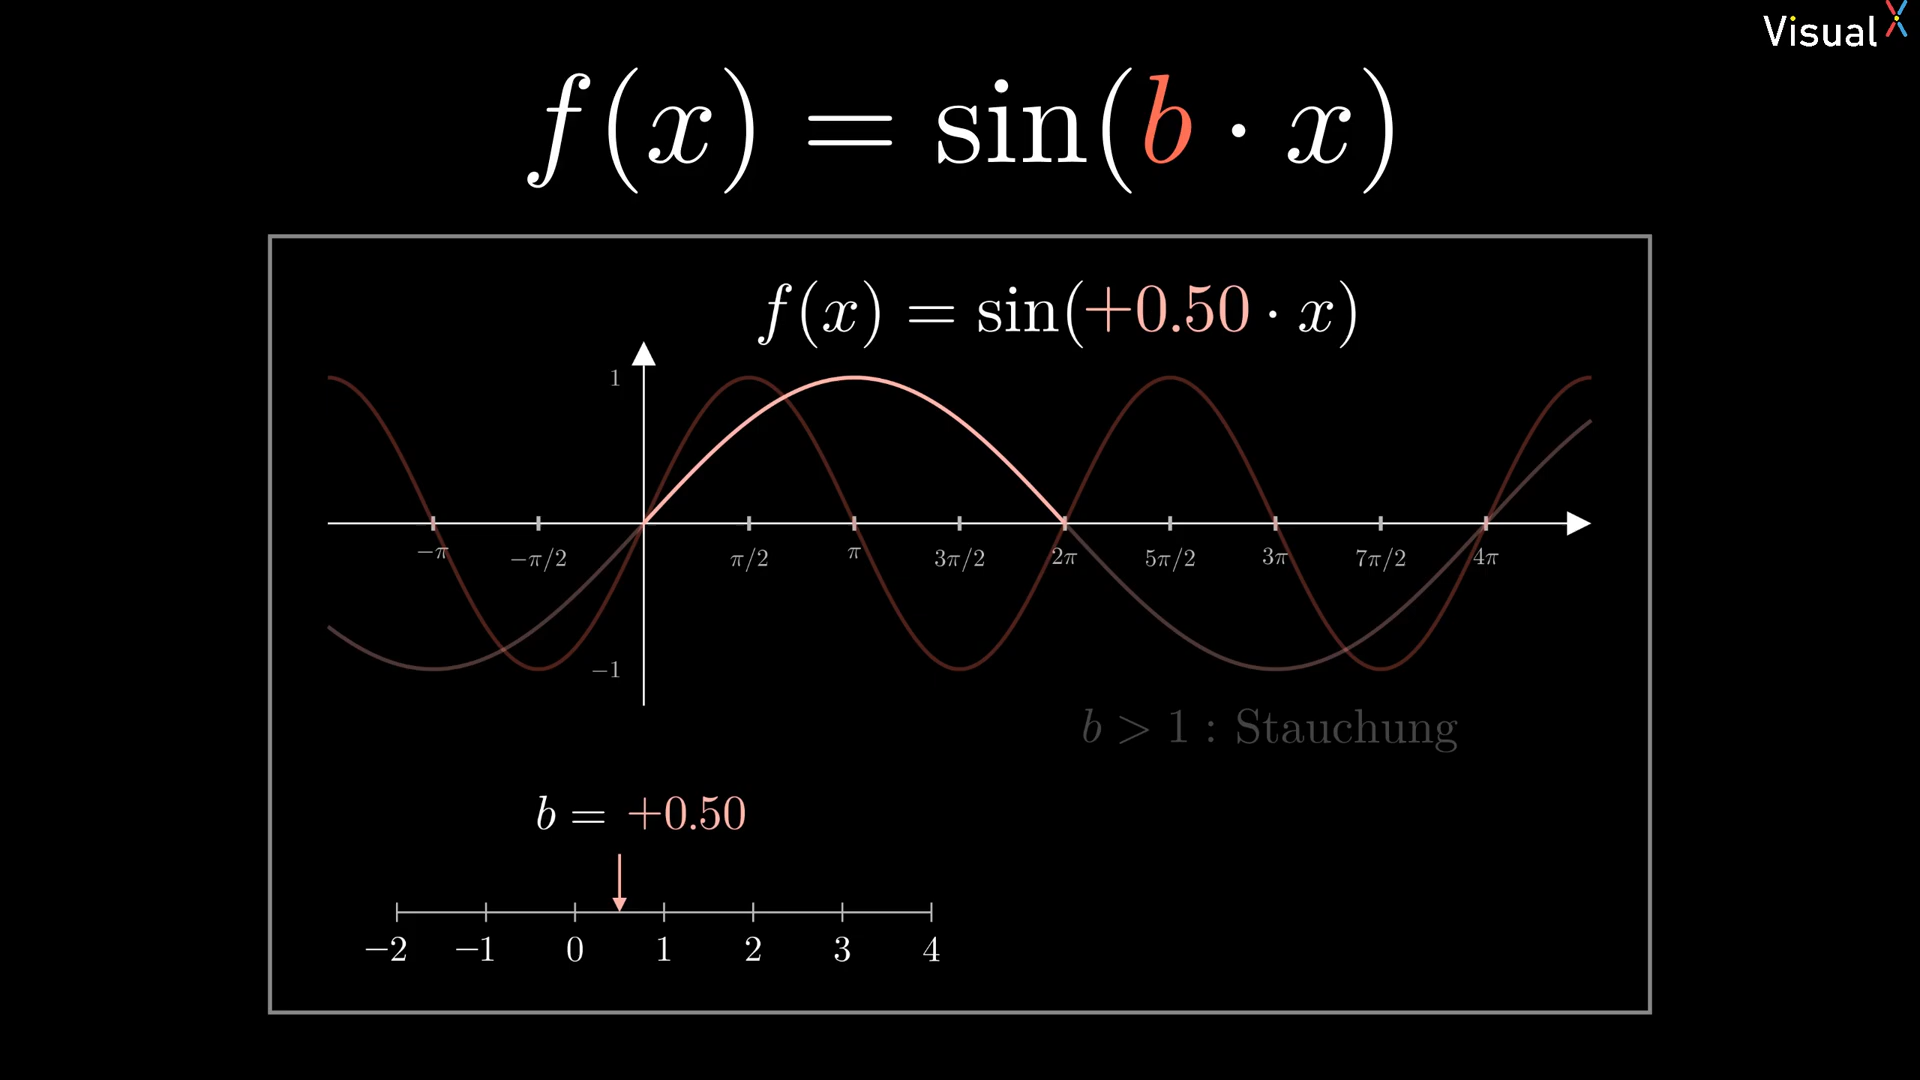 Visual X
f(x) = sin(b · x)
f(x) = sin(+0.50 · x)
1
−π −π/2 π/2 π 3π/2 2π 5π/2 3π 7π/2 4π
−1
b > 1 : Stauchung
b = +0.50
−2 −1 0 1 2 3 4